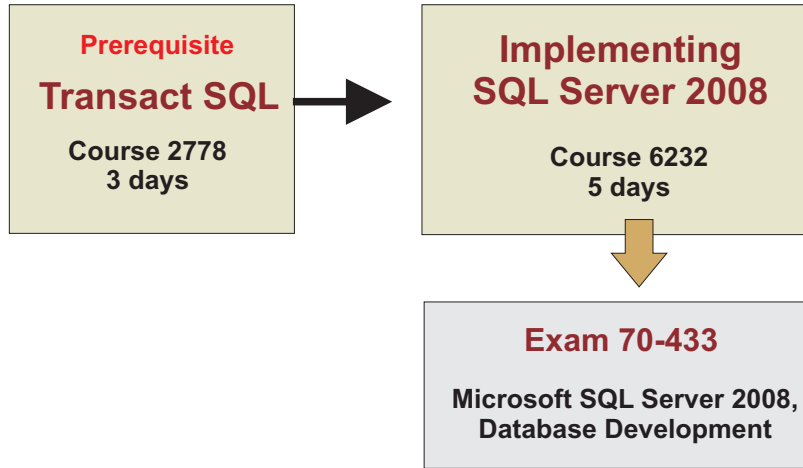 Prerequisite
Transact SQL
Course 2778
3 days
Implementing
SQL Server 2008
Course 6232
5 days
Exam 70-433
Microsoft SQL Server 2008,
Database Development